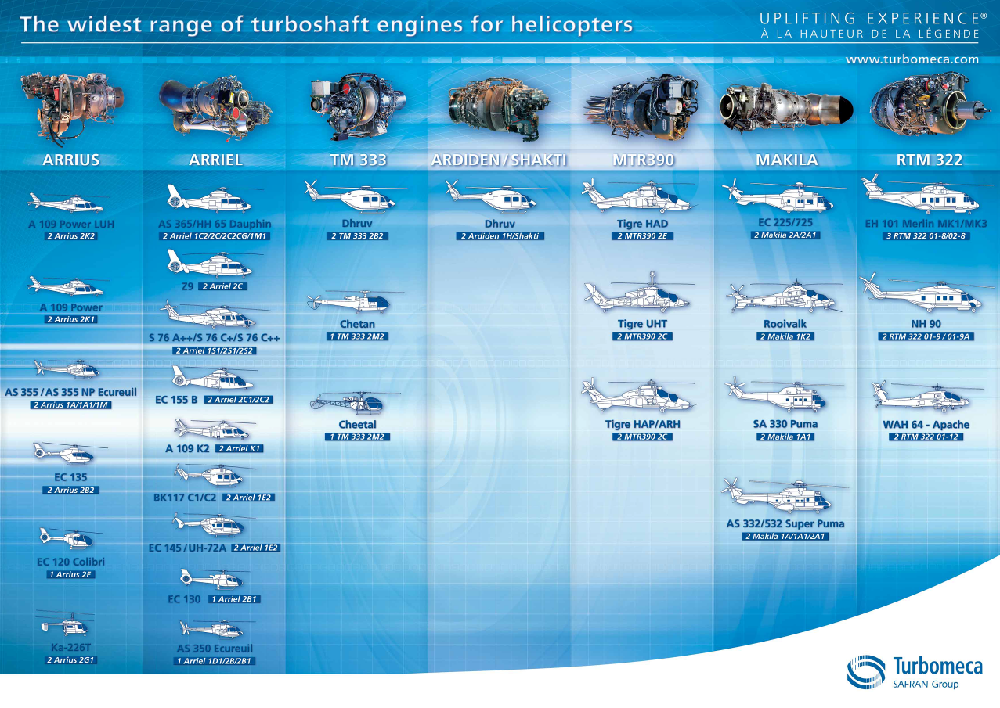 The widest range of turboshaft engines for helicopters
UPLIFTING EXPERIENCE®
À LA HAUTEUR DE LA LÉGENDE
www.turbomeca.com
ARRIUS
A 109 Power LUH
2 Arrius 2K2
A 109 Power
2 Arrius 2K1
AS 355/AS 355 NP Ecureuil
2 Arrius 1A/1A1/1M
EC 135
2 Arrius 2B2
EC 120 Colibri
1 Arrius 2F
Ka-226T
2 Arrius 2G1
ARRIEL
AS 365/HH 65 Dauphin
2 Arriel 1C2/2C/2C2CG/1M1
Z9 2 Arriel 2C
S 76 A++/S 76 C+/S 76 C++
2 Arriel 1S1/2S1/2S2
EC 155 B 2 Arriel 2C1/2C2
A 109 K2 2 Arriel K1
BK117 C1/C2 2 Arriel 1E2
EC 145/UH-72A 2 Arriel 1E2
EC 130 1 Arriel 2B1
AS 350 Ecureuil
1 Arriel 1D1/2B/2B1
TM 333
Dhruv
2 TM 333 2B2
Chetan
1 TM 333 2M2
Cheetal
1 TM 333 2M2
ARDIDEN/SHAKTI
Dhruv
2 Ardiden 1H/Shakti
MTR390
Tigre HAD
2 MTR390 2E
Tigre UHT
2 MTR390 2C
Tigre HAP/ARH
2 MTR390 2C
MAKILA
EC 225/725
2 Makila 2A/2A1
Rooivalk
2 Makila 1K2
SA 330 Puma
2 Makila 1A1
AS 332/532 Super Puma
2 Makila 1A/1A1/2A1
RTM 322
EH 101 Merlin MK1/MK3
3 RTM 322 01-8/02-8
NH 90
2 RTM 322 01-9 / 01-9A
WAH 64 - Apache
2 RTM 322 01-12
Turbomeca
SAFRAN Group